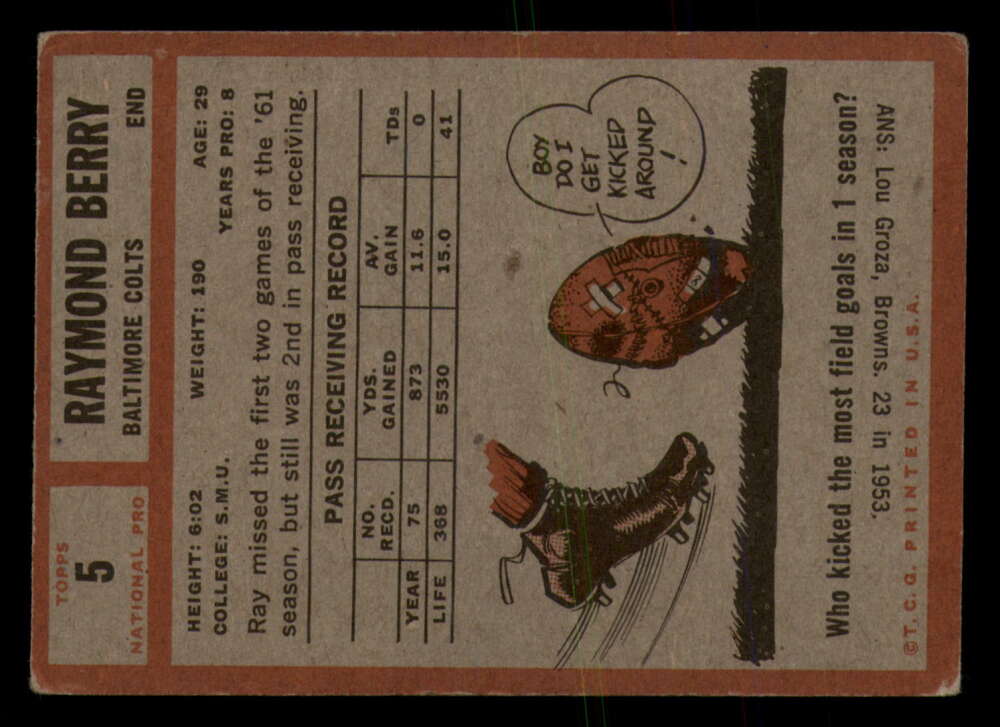 TOPPS
5
NATIONAL PRO
RAYMOND BERRY
BALTIMORE COLTS END
HEIGHT: 6:02 WEIGHT: 190 AGE: 29
COLLEGE: S.M.U. YEARS PRO: 8
Ray missed the first two games of the '61
season, but still was 2nd in pass receiving.
PASS RECEIVING RECORD
NO. RECD. YDS. GAINED AV. GAIN TDs
YEAR 75 873 11.6 0
LIFE 368 5530 15.0 41
BOY
DO I
GET
KICKED
AROUND
!
Who kicked the most field goals in 1 season?
ANS: Lou Groza, Browns. 23 in 1953.
©T.C.G. PRINTED IN U.S.A.